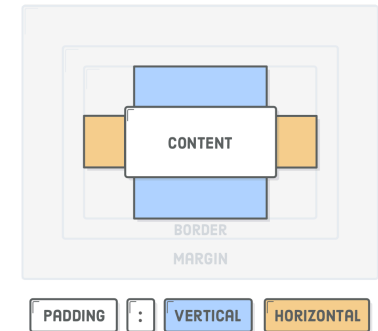 CONTENT
BORDER
MARGIN
PADDING : VERTICAL HORIZONTAL